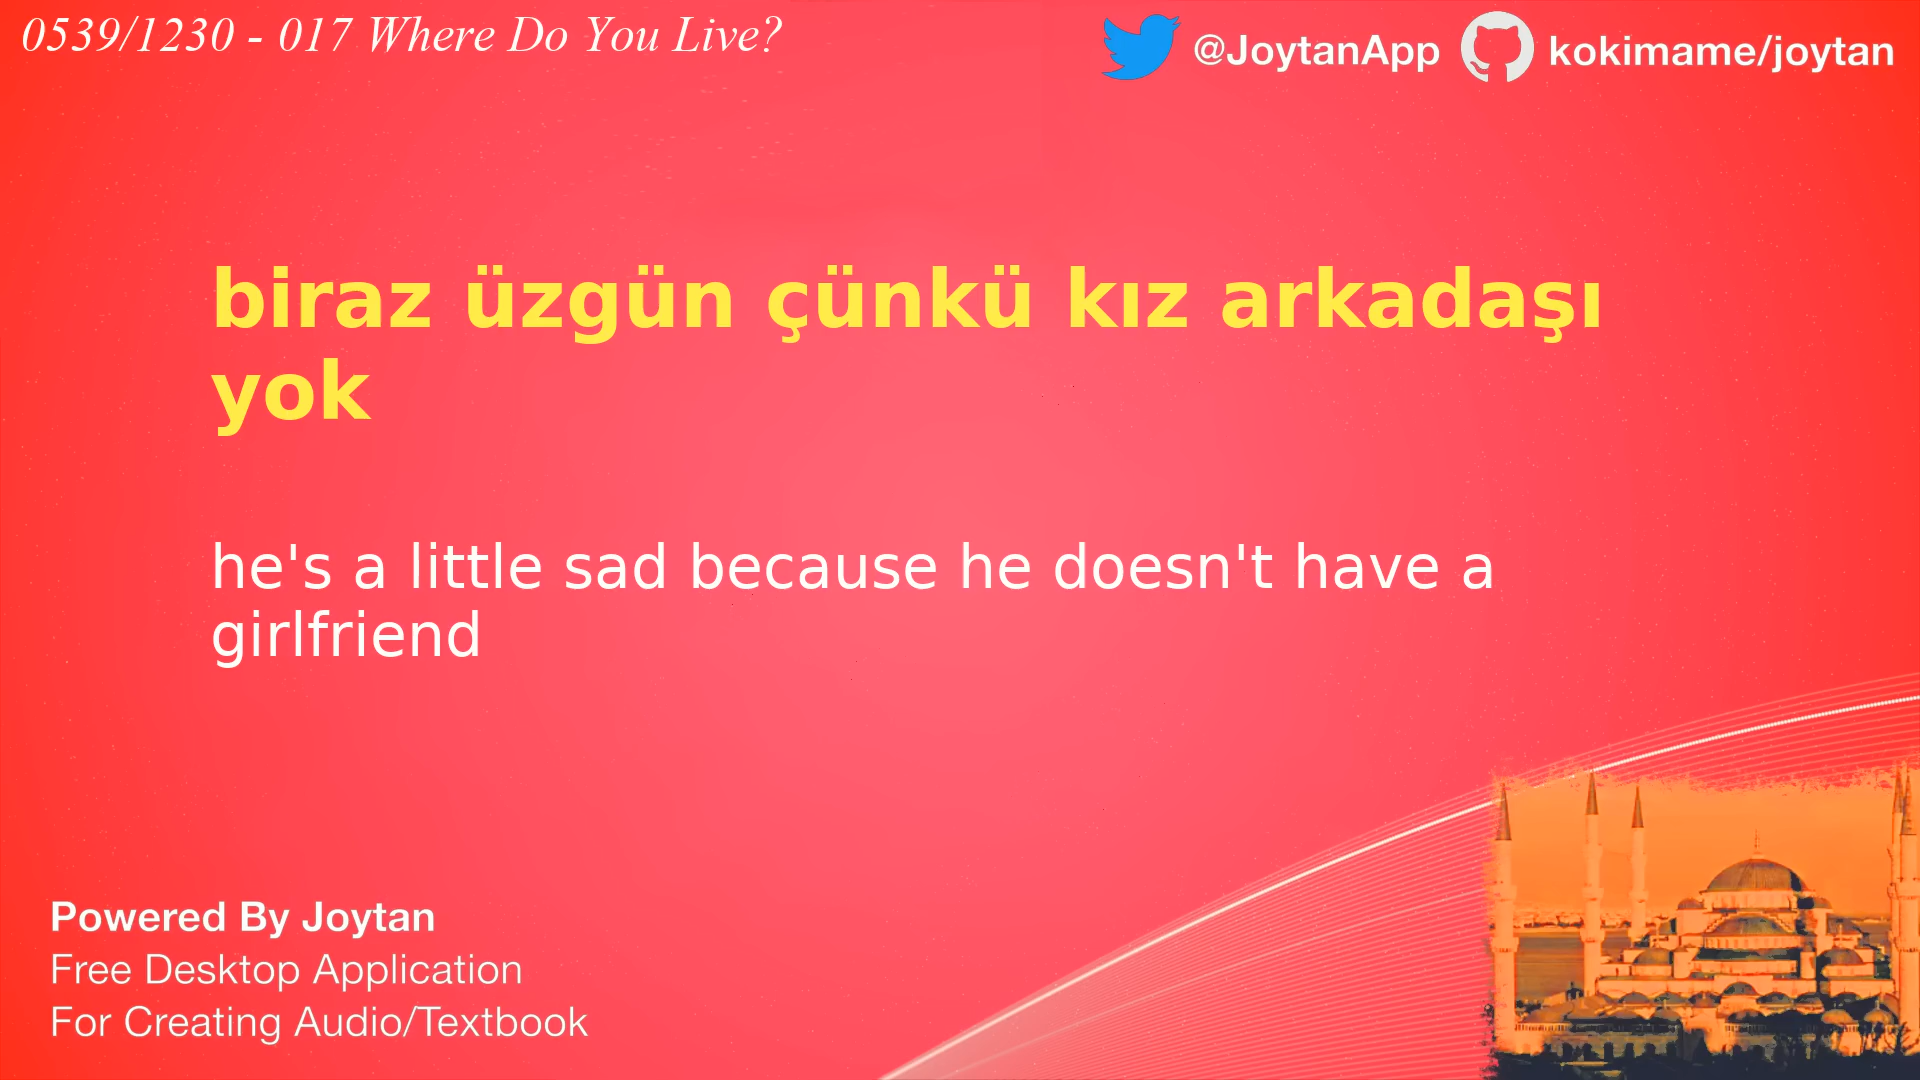 0539/1230 - 017 Where Do You Live?
@JoytanApp
kokimame/joytan
biraz üzgün çünkü kız arkadaşı
yok
he's a little sad because he doesn't have a
girlfriend
Powered By Joytan
Free Desktop Application
For Creating Audio/Textbook